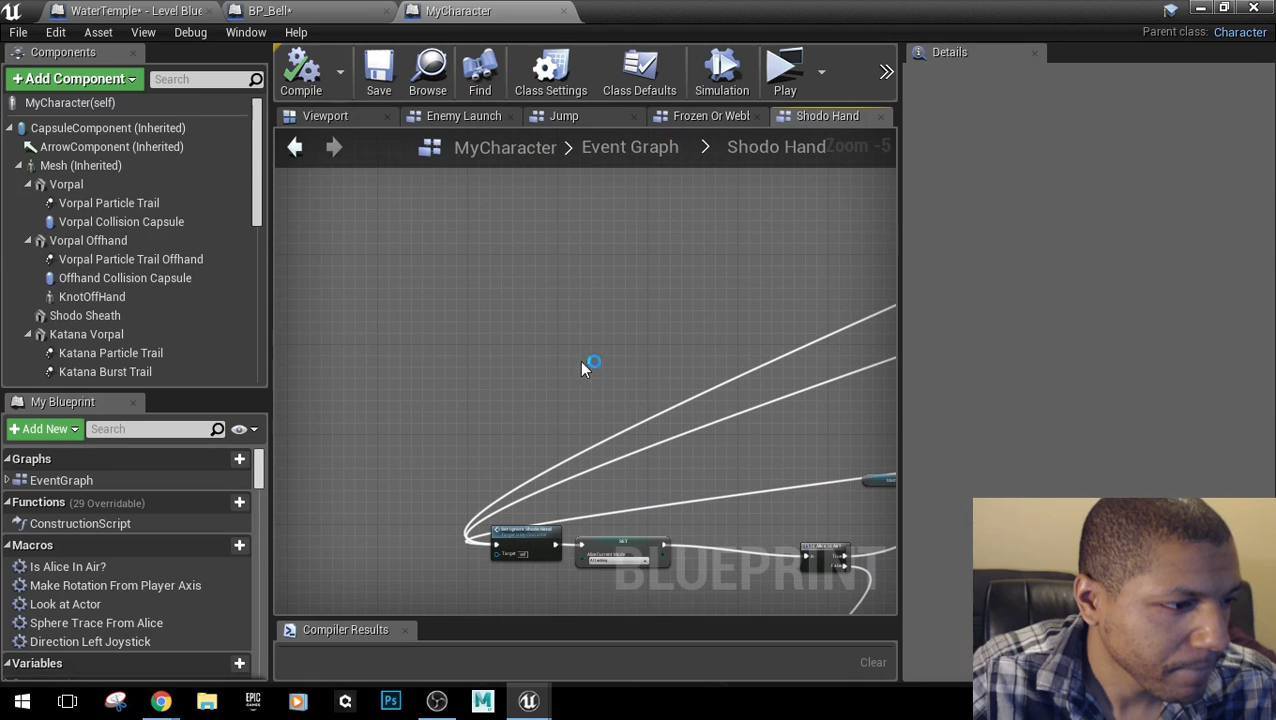 WaterTemple* - Level Blue
BP_Bell*
MyCharacter
File Edit Asset View Debug Window Help
Parent class: Character
Components
Add Component
Search
MyCharacter(self)
CapsuleComponent (Inherited)
ArrowComponent (Inherited)
Mesh (Inherited)
Vorpal
Vorpal Particle Trail
Vorpal Collision Capsule
Vorpal Offhand
Vorpal Particle Trail Offhand
Offhand Collision Capsule
KnotOffHand
Shodo Sheath
Katana Vorpal
Katana Particle Trail
Katana Burst Trail
My Blueprint
Add New
Search
Graphs
EventGraph
Functions (29 Overridable)
ConstructionScript
Macros
Is Alice In Air?
Make Rotation From Player Axis
Look at Actor
Sphere Trace From Alice
Direction Left Joystick
Variables
Compile Save Browse Find Class Settings Class Defaults Simulation Play
Viewport Enemy Launch Jump Frozen Or Webl Shodo Hand
MyCharacter > Event Graph > Shodo Hand
Zoom -5
SET
Target self
BLUEPRINT
Compiler Results
Clear
Details
EPIC GAMES
Ps
M